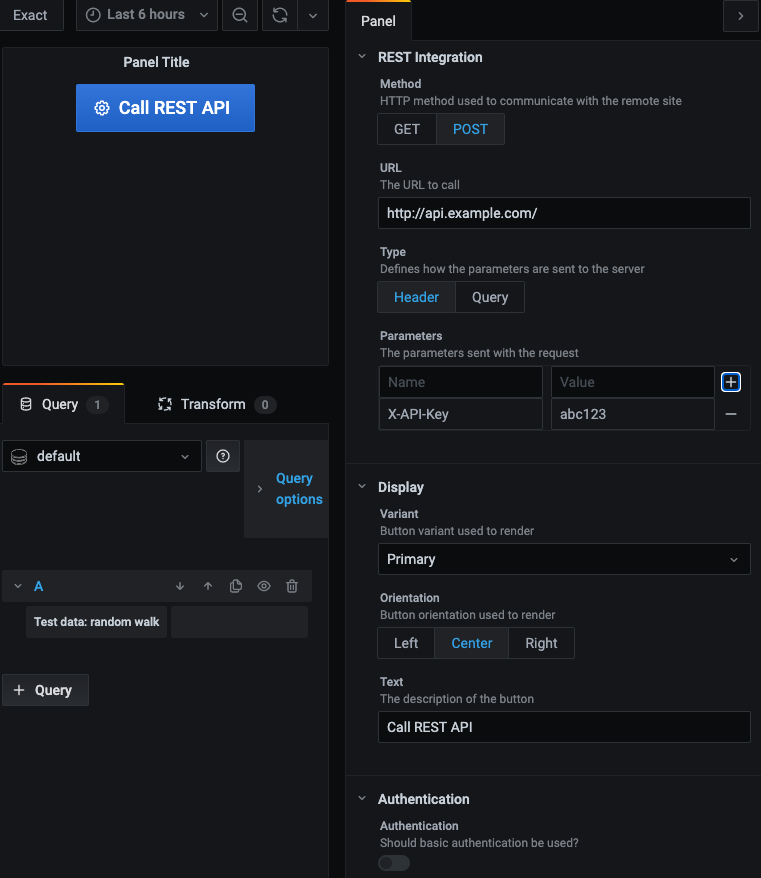 Exact
Last 6 hours
Panel Title
Call REST API
Query 1
Transform 0
default
Query
options
A
Test data: random walk
Query
Panel
REST Integration
Method
HTTP method used to communicate with the remote site
GET POST
URL
The URL to call
http://api.example.com/
Type
Defines how the parameters are sent to the server
Header Query
Parameters
The parameters sent with the request
Name Value
X-API-Key abc123
Display
Variant
Button variant used to render
Primary
Orientation
Button orientation used to render
Left Center Right
Text
The description of the button
Call REST API
Authentication
Authentication
Should basic authentication be used?